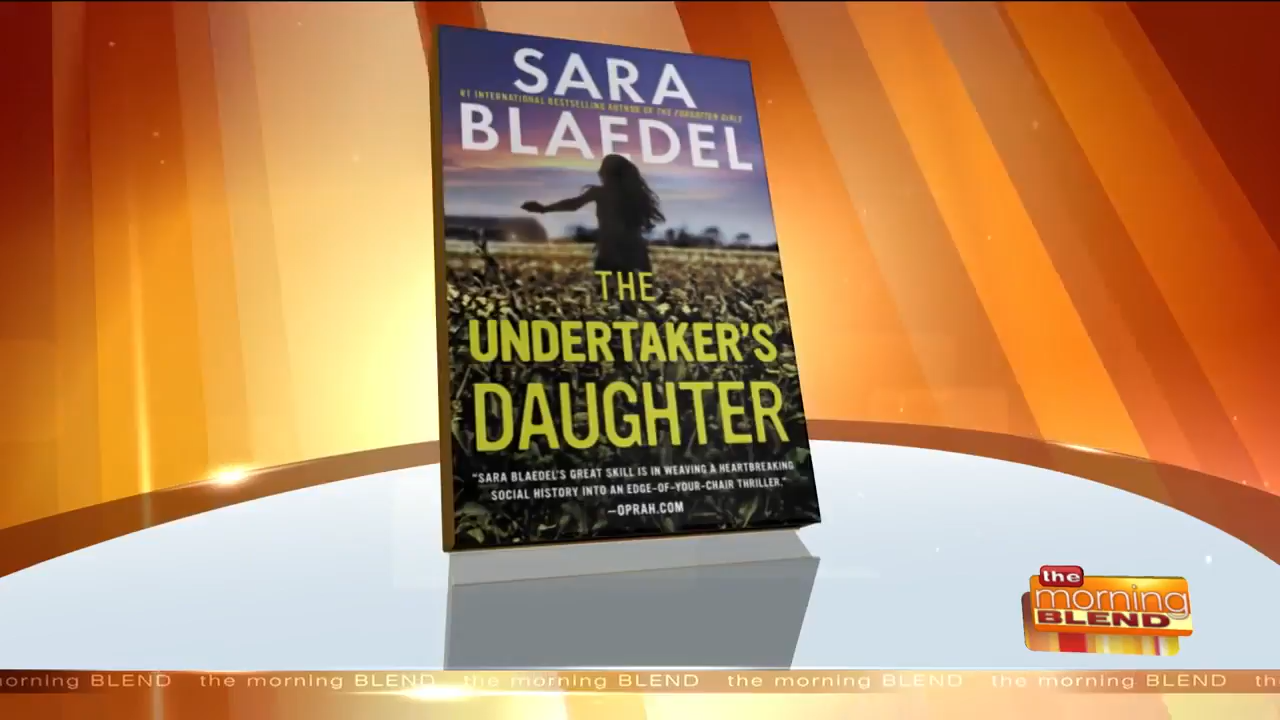 SARA
#1 INTERNATIONAL BESTSELLING AUTHOR OF THE FORGOTTEN GIRLS
BLAEDEL
THE
UNDERTAKER'S
DAUGHTER
"SARA BLAEDEL'S GREAT SKILL IS IN WEAVING A HEARTBREAKING
SOCIAL HISTORY INTO AN EDGE-OF-YOUR-CHAIR THRILLER."
—OPRAH.COM
the
morning
BLEND
orning BLEND the morning BLEND the morning BLEND the morning BLEND the morning BLEND the